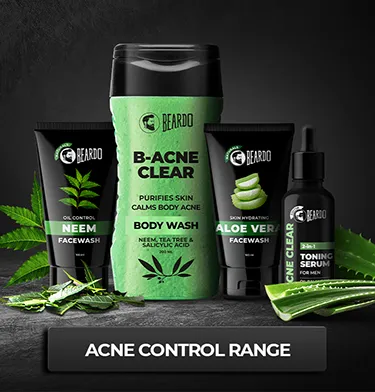 BEARDO
OIL CONTROL
NEEM
FACEWASH
BEARDO
B-ACNE
CLEAR
PURIFIES SKIN
CALMS BODY ACNE
BODY WASH
NEEM, TEA TREE &
SALICYLIC ACID
BEARDO
SKIN HYDRATING
ALOE VERA
FACEWASH
BEARDO
ACNE CLEAR
2-in-1
TONING
SERUM
FOR MEN
ACNE CONTROL RANGE